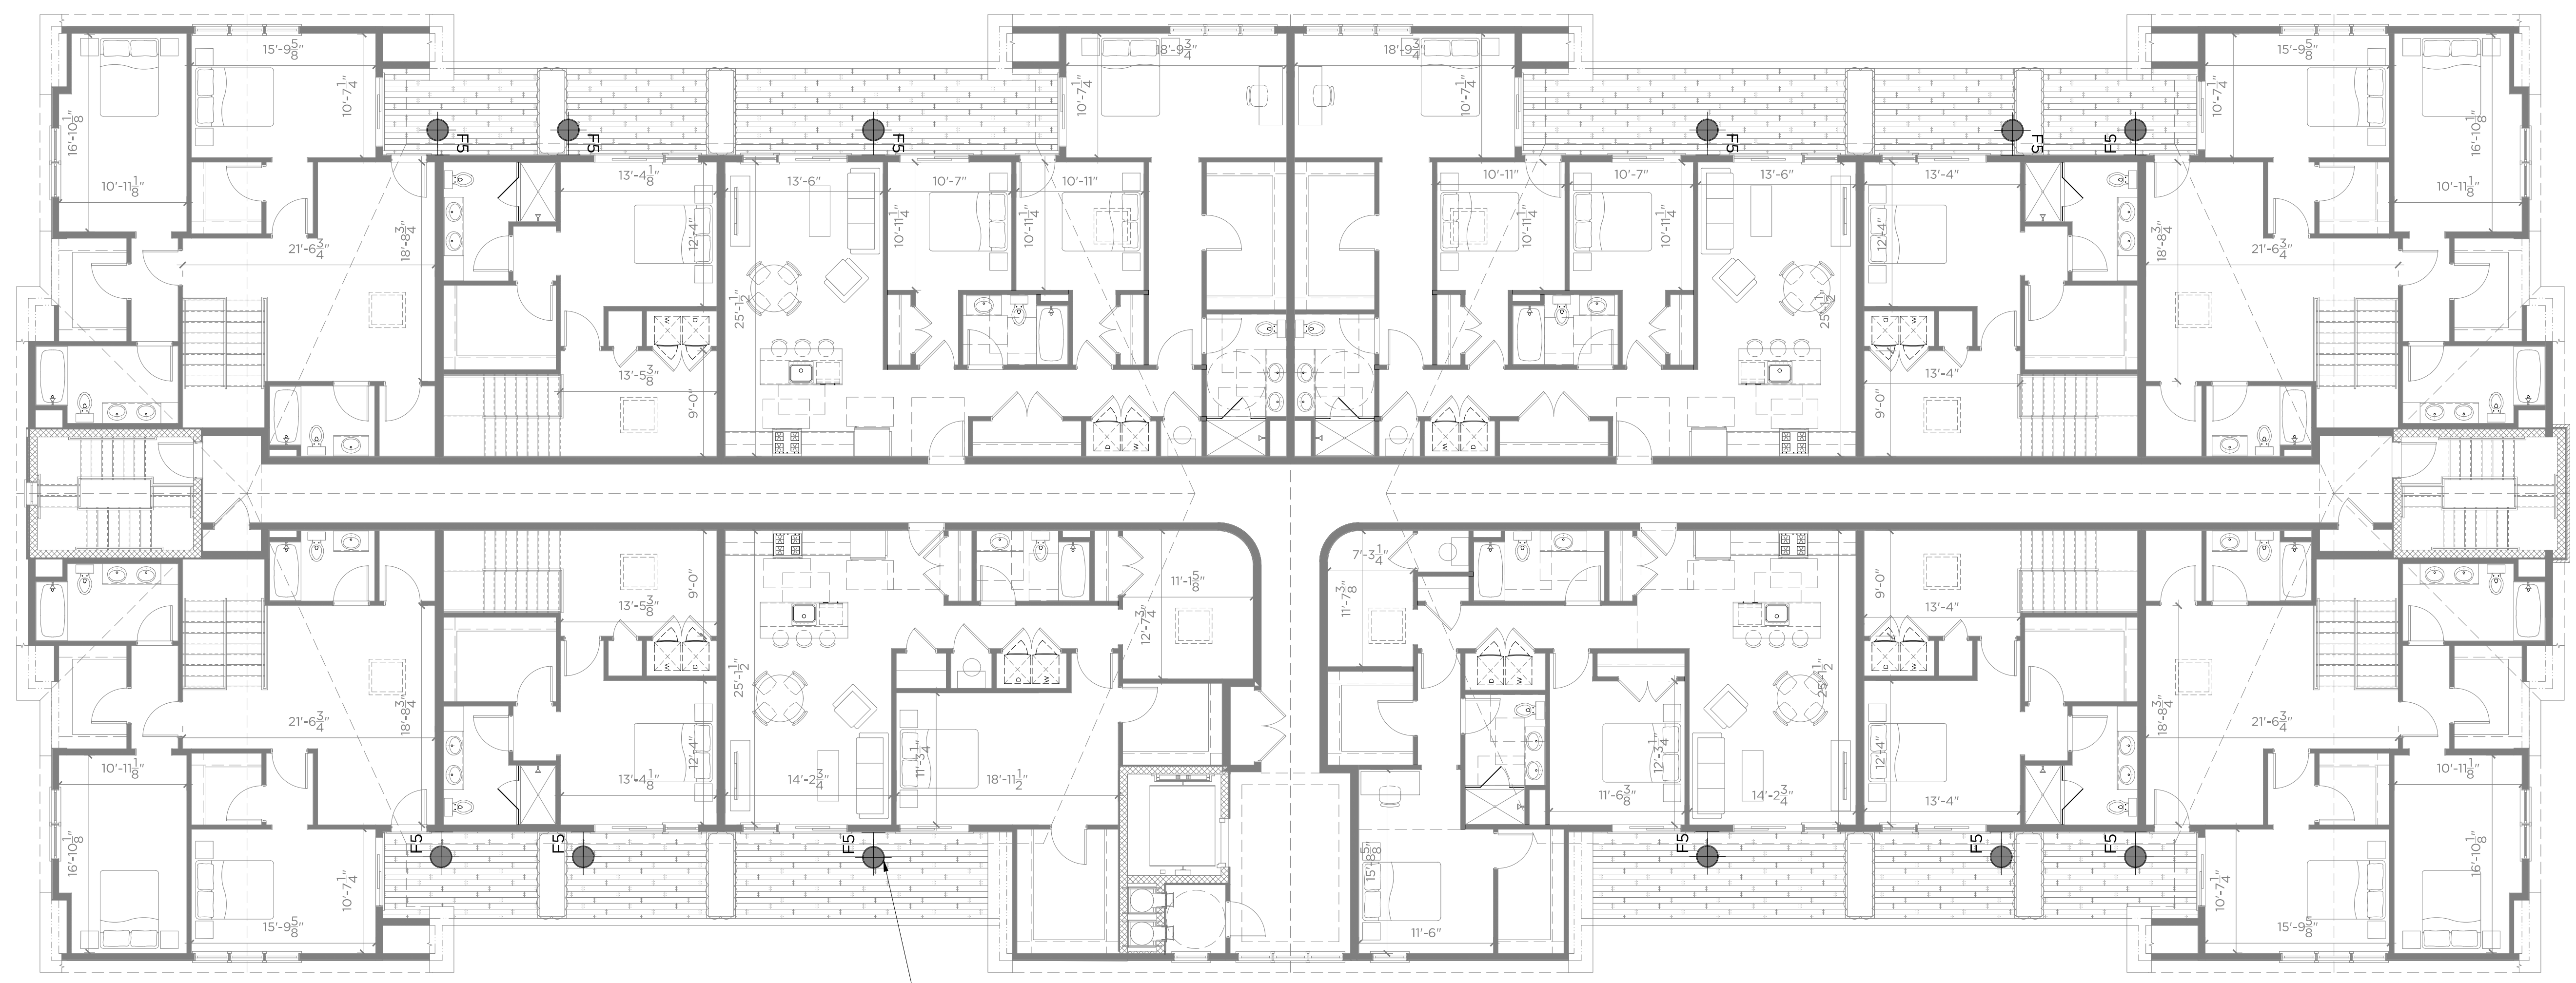 15'-9 5/8" 18'-9 3/4" 18'-9 3/4" 15'-9 5/8"
10'-7 1/4" 10'-7 1/4" 10'-7 1/4" 10'-7 1/4"
16'-10 1/8" F5 F5 F5 F5 F5 F5 16'-10 1/8"
10'-11 1/8" 13'-4 1/8" 13'-6" 10'-7" 10'-11" 10'-11" 10'-7" 13'-6" 13'-4" 10'-11 1/8"
21'-6 3/4" 18'-8 3/4" 12'-4" 10'-11 1/4" 10'-11 1/4" 10'-11 1/4" 10'-11 1/4" 12'-4" 18'-8 3/4" 21'-6 3/4"
25'-1 1/2" 25'-1 1/2"
W D D W
13'-5 3/8" 13'-4"
9'-0" 9'-0"
D W W D
9'-0" 7'-3 1/4" 9'-0"
13'-5 3/8" 11'-1 5/8" 12'-7 3/4" 11'-7 7/8" 13'-4"
W D D W D W D W
25'-1 1/2" 25'-1 1/2"
21'-6 3/4" 18'-8 3/4" 12'-4" 11'-3 1/4" 12'-3 1/4" 12'-4" 18'-8 3/4" 21'-6 3/4"
10'-11 1/8" 13'-4 1/8" 14'-2 3/4" 18'-11 1/2" 11'-6 3/8" 14'-2 3/4" 13'-4" 10'-11 1/8"
16'-10 1/8" F5 F5 F5 15'-8 5/8" F5 F5 F5 16'-10 1/8"
10'-7 1/4" 10'-7 1/4"
15'-9 5/8" 11'-6" 15'-9 5/8"